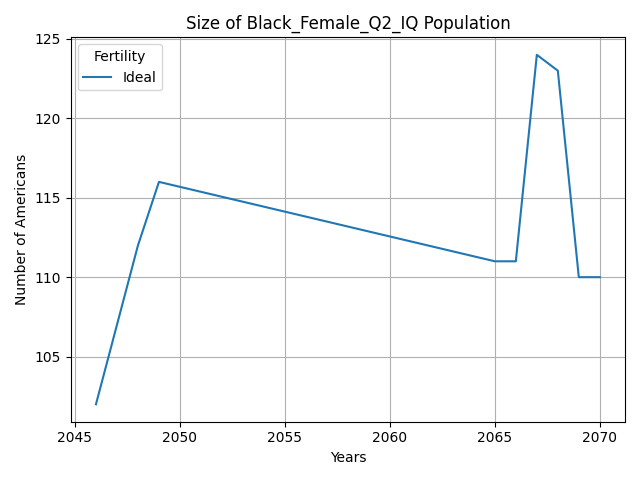 Size of Black_Female_Q2_IQ Population
Fertility
Ideal
Number of Americans
125
120
115
110
105
2045
2050
2055
2060
2065
2070
Years